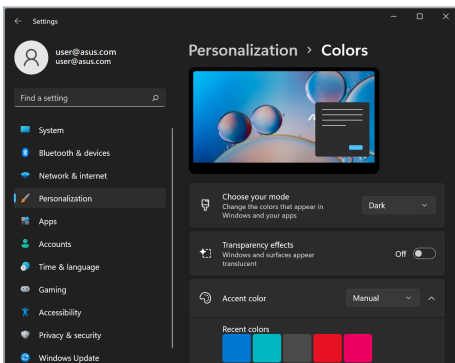 Settings
user@asus.com
user@asus.com
Find a setting
System
Bluetooth & devices
Network & internet
Personalization
Apps
Accounts
Time & language
Gaming
Accessibility
Privacy & security
Windows Update
Personalization › Colors
Choose your mode
Change the colors that appear in
Windows and your apps
Dark
Transparency effects
Windows and surfaces appear
translucent
Off
Accent color
Manual
Recent colors